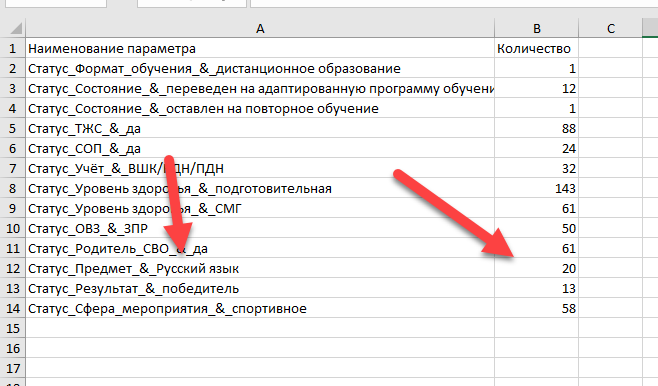 A B C
1 Наименование параметра Количество
2 Статус_Формат_обучения_&_дистанционное образование 1
3 Статус_Состояние_&_переведен на адаптированную программу обучени 12
4 Статус_Состояние_&_оставлен на повторное обучение 1
5 Статус_ТЖС_&_да 88
6 Статус_СОП_&_да 24
7 Статус_Учёт_&_ВШК/ /ПДН 32
8 Статус_Уровень здоровья_&_подготовительная 143
9 Статус_Уровень здоровья_&_СМГ 61
10 Статус_ОВЗ_&_ЗПР 50
11 Статус_Родитель_СВО_&_да 61
12 Статус_Предмет_&_Русский язык 20
13 Статус_Результат_&_победитель 13
14 Статус_Сфера_мероприятия_&_спортивное 58
15
16
17
18